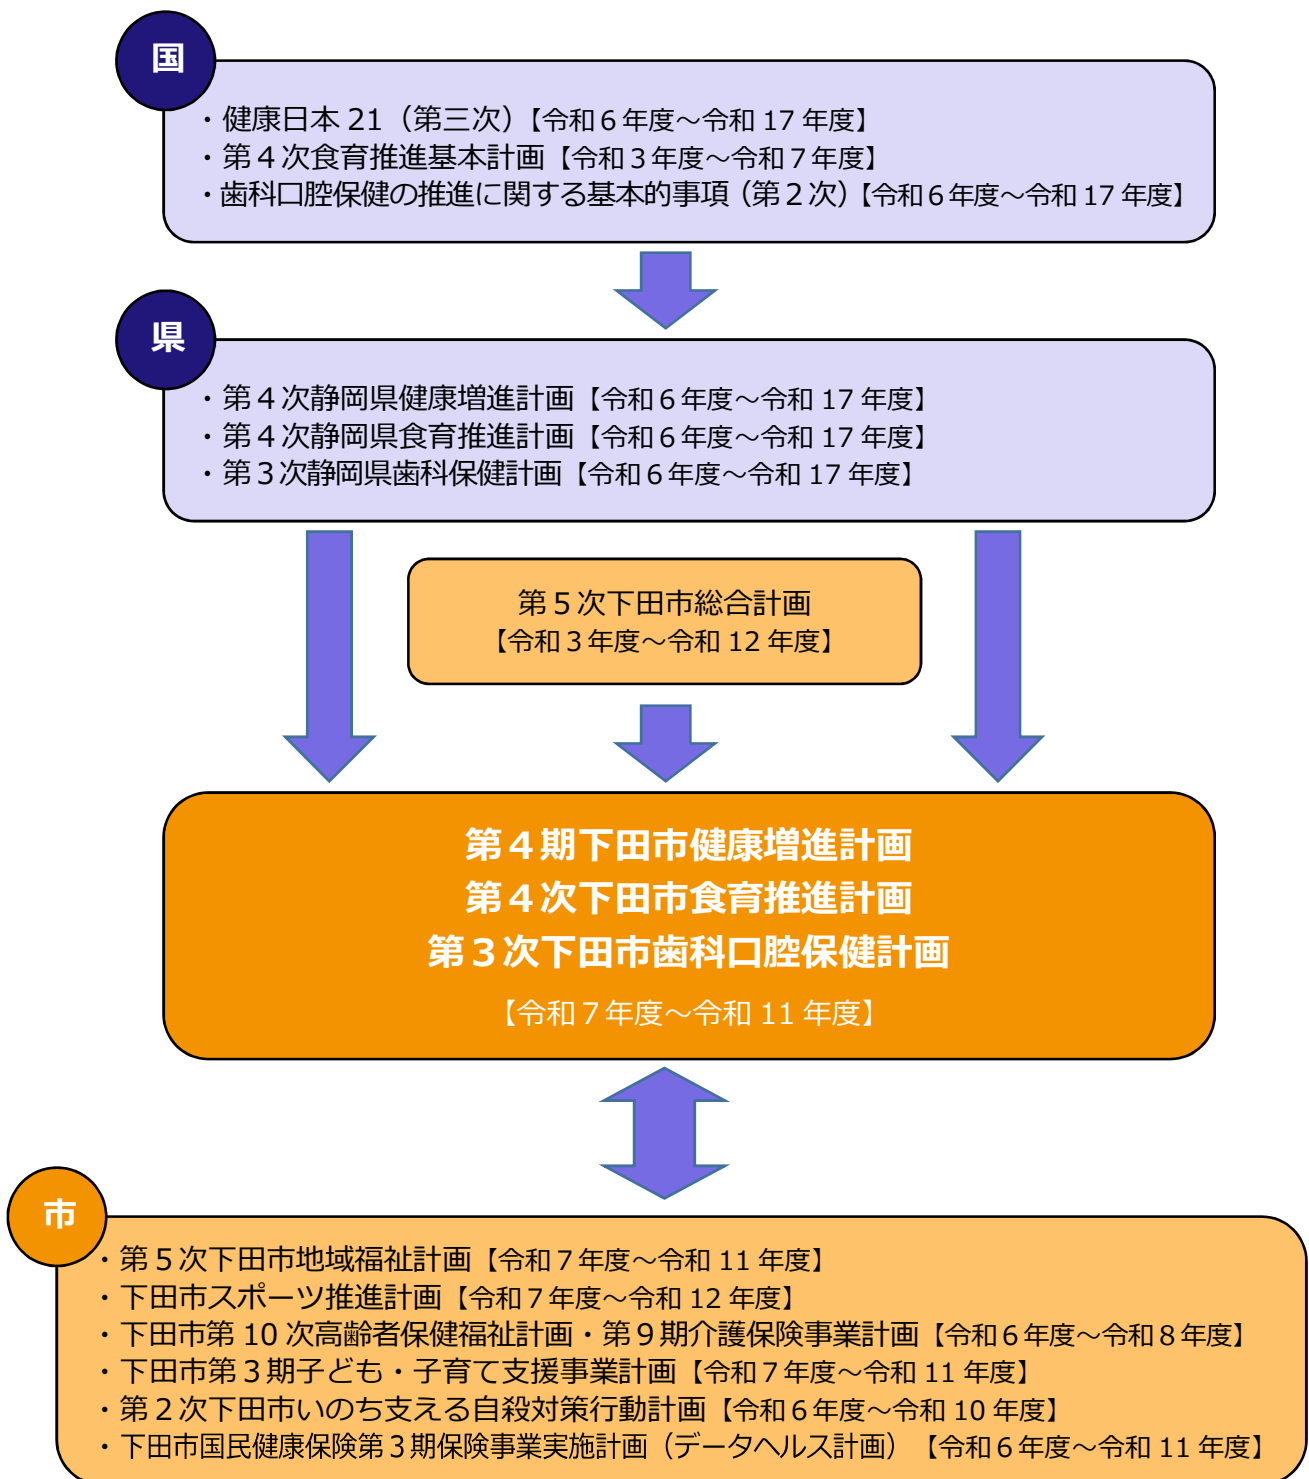 国
・健康日本 21（第三次）【令和６年度～令和 17 年度】
・第４次食育推進基本計画【令和３年度～令和７年度】
・歯科口腔保健の推進に関する基本的事項（第２次）【令和６年度～令和 17 年度】
県
・第４次静岡県健康増進計画【令和６年度～令和 17 年度】
・第４次静岡県食育推進計画【令和６年度～令和 17 年度】
・第３次静岡県歯科保健計画【令和６年度～令和 17 年度】
第５次下田市総合計画
【令和３年度～令和 12 年度】
第４期下田市健康増進計画
第４次下田市食育推進計画
第３次下田市歯科口腔保健計画
【令和７年度～令和 11 年度】
市
・第５次下田市地域福祉計画【令和７年度～令和 11 年度】
・下田市スポーツ推進計画【令和７年度～令和 12 年度】
・下田市第 10 次高齢者保健福祉計画・第９期介護保険事業計画【令和６年度～令和８年度】
・下田市第３期子ども・子育て支援事業計画【令和７年度～令和 11 年度】
・第２次下田市いのち支える自殺対策行動計画【令和６年度～令和 10 年度】
・下田市国民健康保険第３期保険事業実施計画（データヘルス計画）【令和６年度～令和 11 年度】